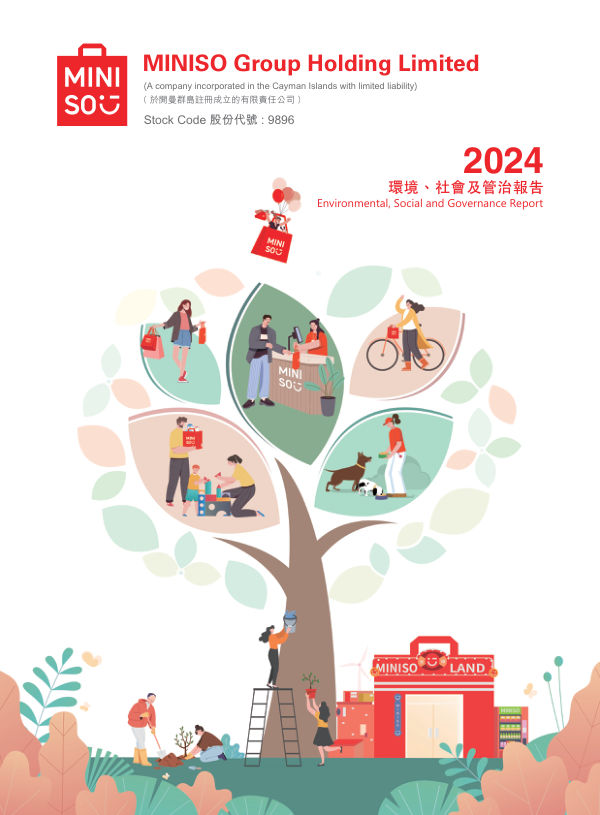 MINI
SO
MINISO Group Holding Limited
(A company incorporated in the Cayman Islands with limited liability)
（於開曼群島註冊成立的有限責任公司）
Stock Code 股份代號 : 9896
2024
環境、社會及管治報告
Environmental, Social and Governance Report
MINI
SO
MINI
SO
MINISO LAND
MINISO